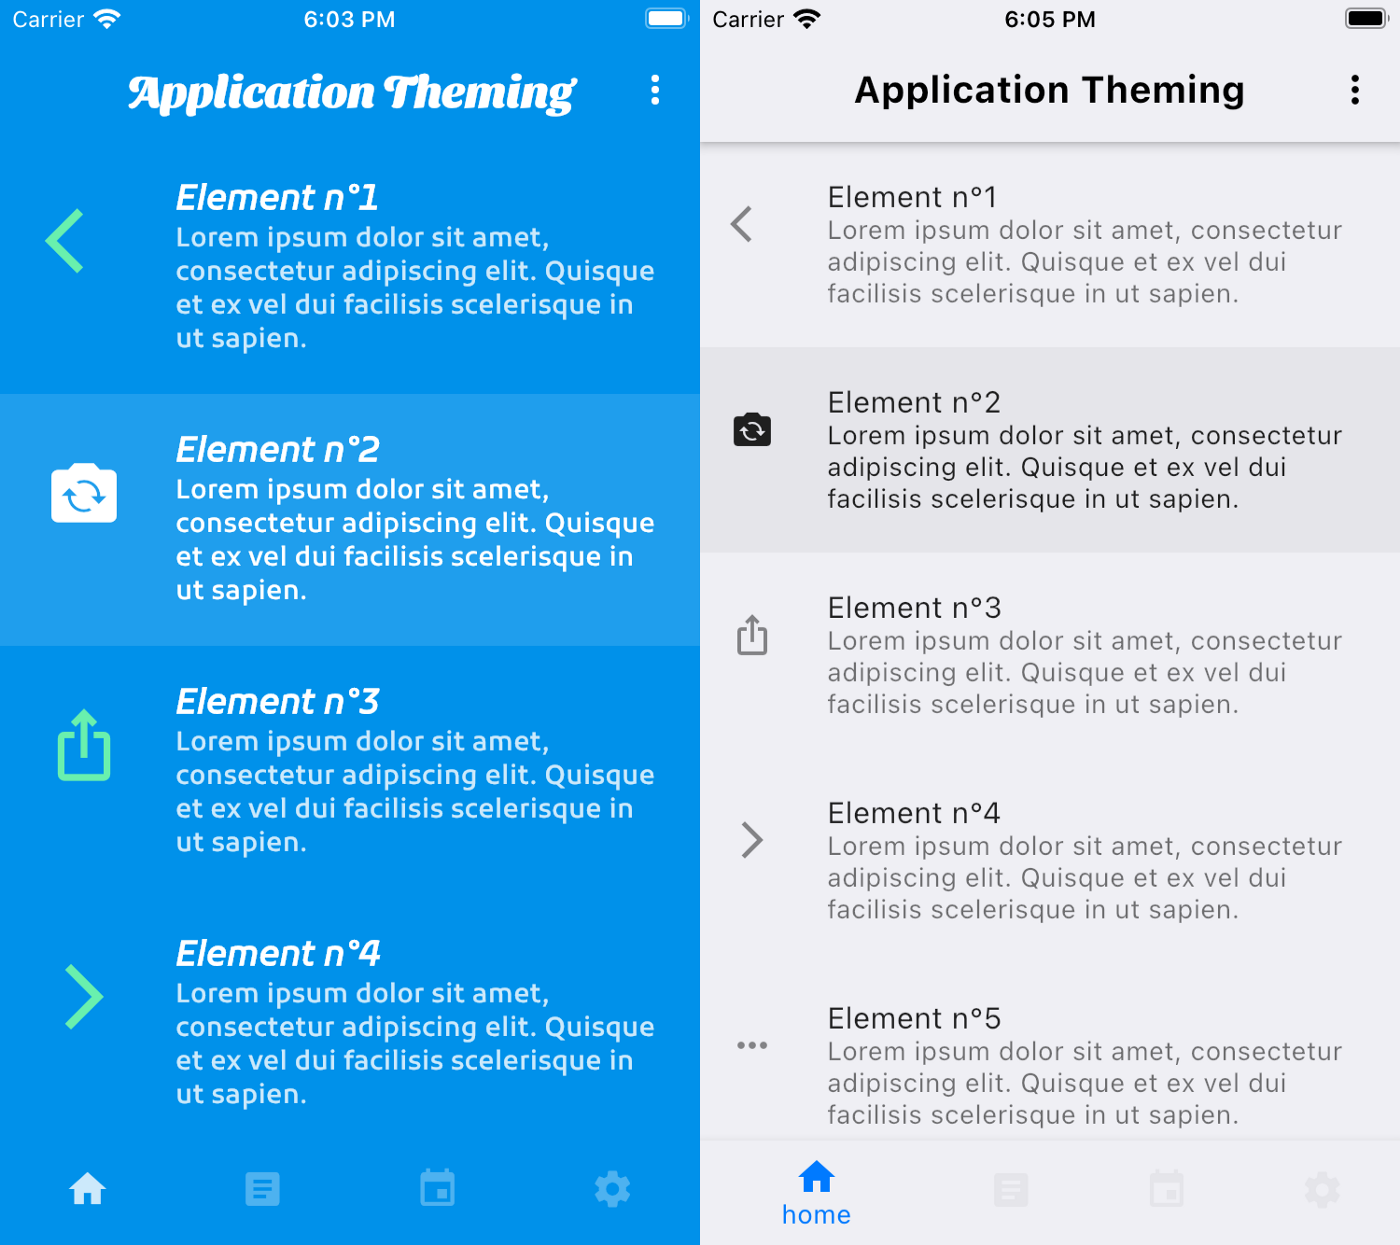 Carrier 6:03 PM
Application Theming
Element n°1
Lorem ipsum dolor sit amet,
consectetur adipiscing elit. Quisque
et ex vel dui facilisis scelerisque in
ut sapien.
Element n°2
Lorem ipsum dolor sit amet,
consectetur adipiscing elit. Quisque
et ex vel dui facilisis scelerisque in
ut sapien.
Element n°3
Lorem ipsum dolor sit amet,
consectetur adipiscing elit. Quisque
et ex vel dui facilisis scelerisque in
ut sapien.
Element n°4
Lorem ipsum dolor sit amet,
consectetur adipiscing elit. Quisque
et ex vel dui facilisis scelerisque in
ut sapien.
Carrier 6:05 PM
Application Theming
Element n°1
Lorem ipsum dolor sit amet, consectetur
adipiscing elit. Quisque et ex vel dui
facilisis scelerisque in ut sapien.
Element n°2
Lorem ipsum dolor sit amet, consectetur
adipiscing elit. Quisque et ex vel dui
facilisis scelerisque in ut sapien.
Element n°3
Lorem ipsum dolor sit amet, consectetur
adipiscing elit. Quisque et ex vel dui
facilisis scelerisque in ut sapien.
Element n°4
Lorem ipsum dolor sit amet, consectetur
adipiscing elit. Quisque et ex vel dui
facilisis scelerisque in ut sapien.
Element n°5
Lorem ipsum dolor sit amet, consectetur
adipiscing elit. Quisque et ex vel dui
facilisis scelerisque in ut sapien.
home